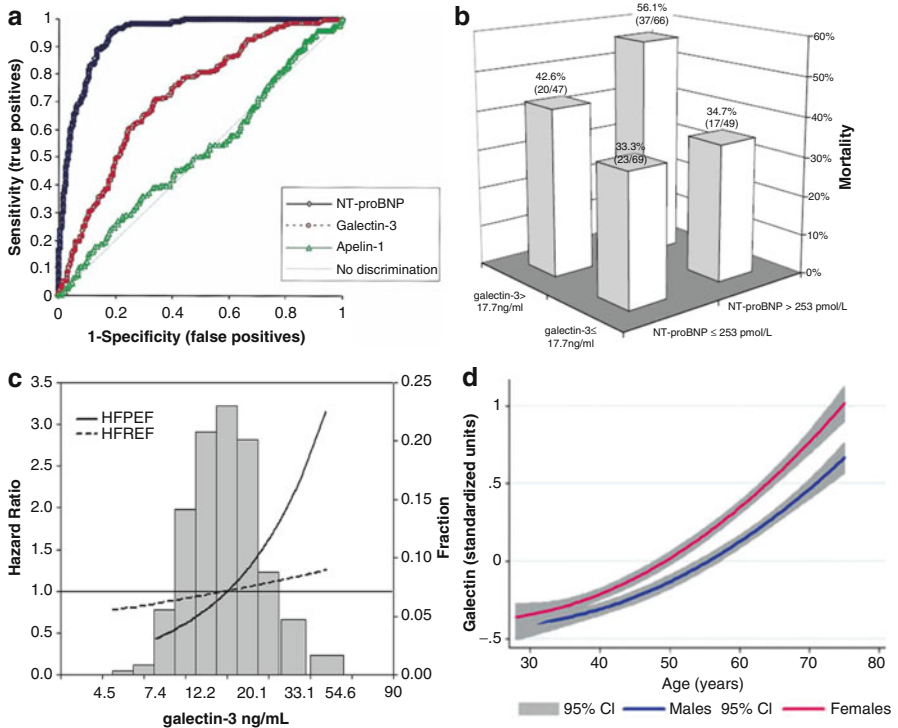 a
Sensitivity (true positives)
1
0.9
0.8
0.7
0.6
0.5
0.4
0.3
0.2
0.1
0
0 0.2 0.4 0.6 0.8 1
1-Specificity (false positives)
NT-proBNP
Galectin-3
Apelin-1
No discrimination
b
56.1%
(37/66)
42.6%
(20/47)
34.7%
(17/49)
33.3%
(23/69)
60%
50%
40%
30%
20%
10%
0%
Mortality
galectin-3>
17.7ng/ml
galectin-3≤
17.7ng/ml
NT-proBNP > 253 pmol/L
NT-proBNP ≤ 253 pmol/L
c
Hazard Ratio
3.5
3.0
2.5
2.0
1.5
1.0
0.5
0.0
HFPEF
HFREF
0.25
0.20
0.15
0.10
0.05
0.00
Fraction
4.5 7.4 12.2 20.1 33.1 54.6 90
galectin-3 ng/mL
d
Galectin (standardized units)
1
.5
0
–.5
30 40 50 60 70 80
Age (years)
95% CI Males 95% CI Females